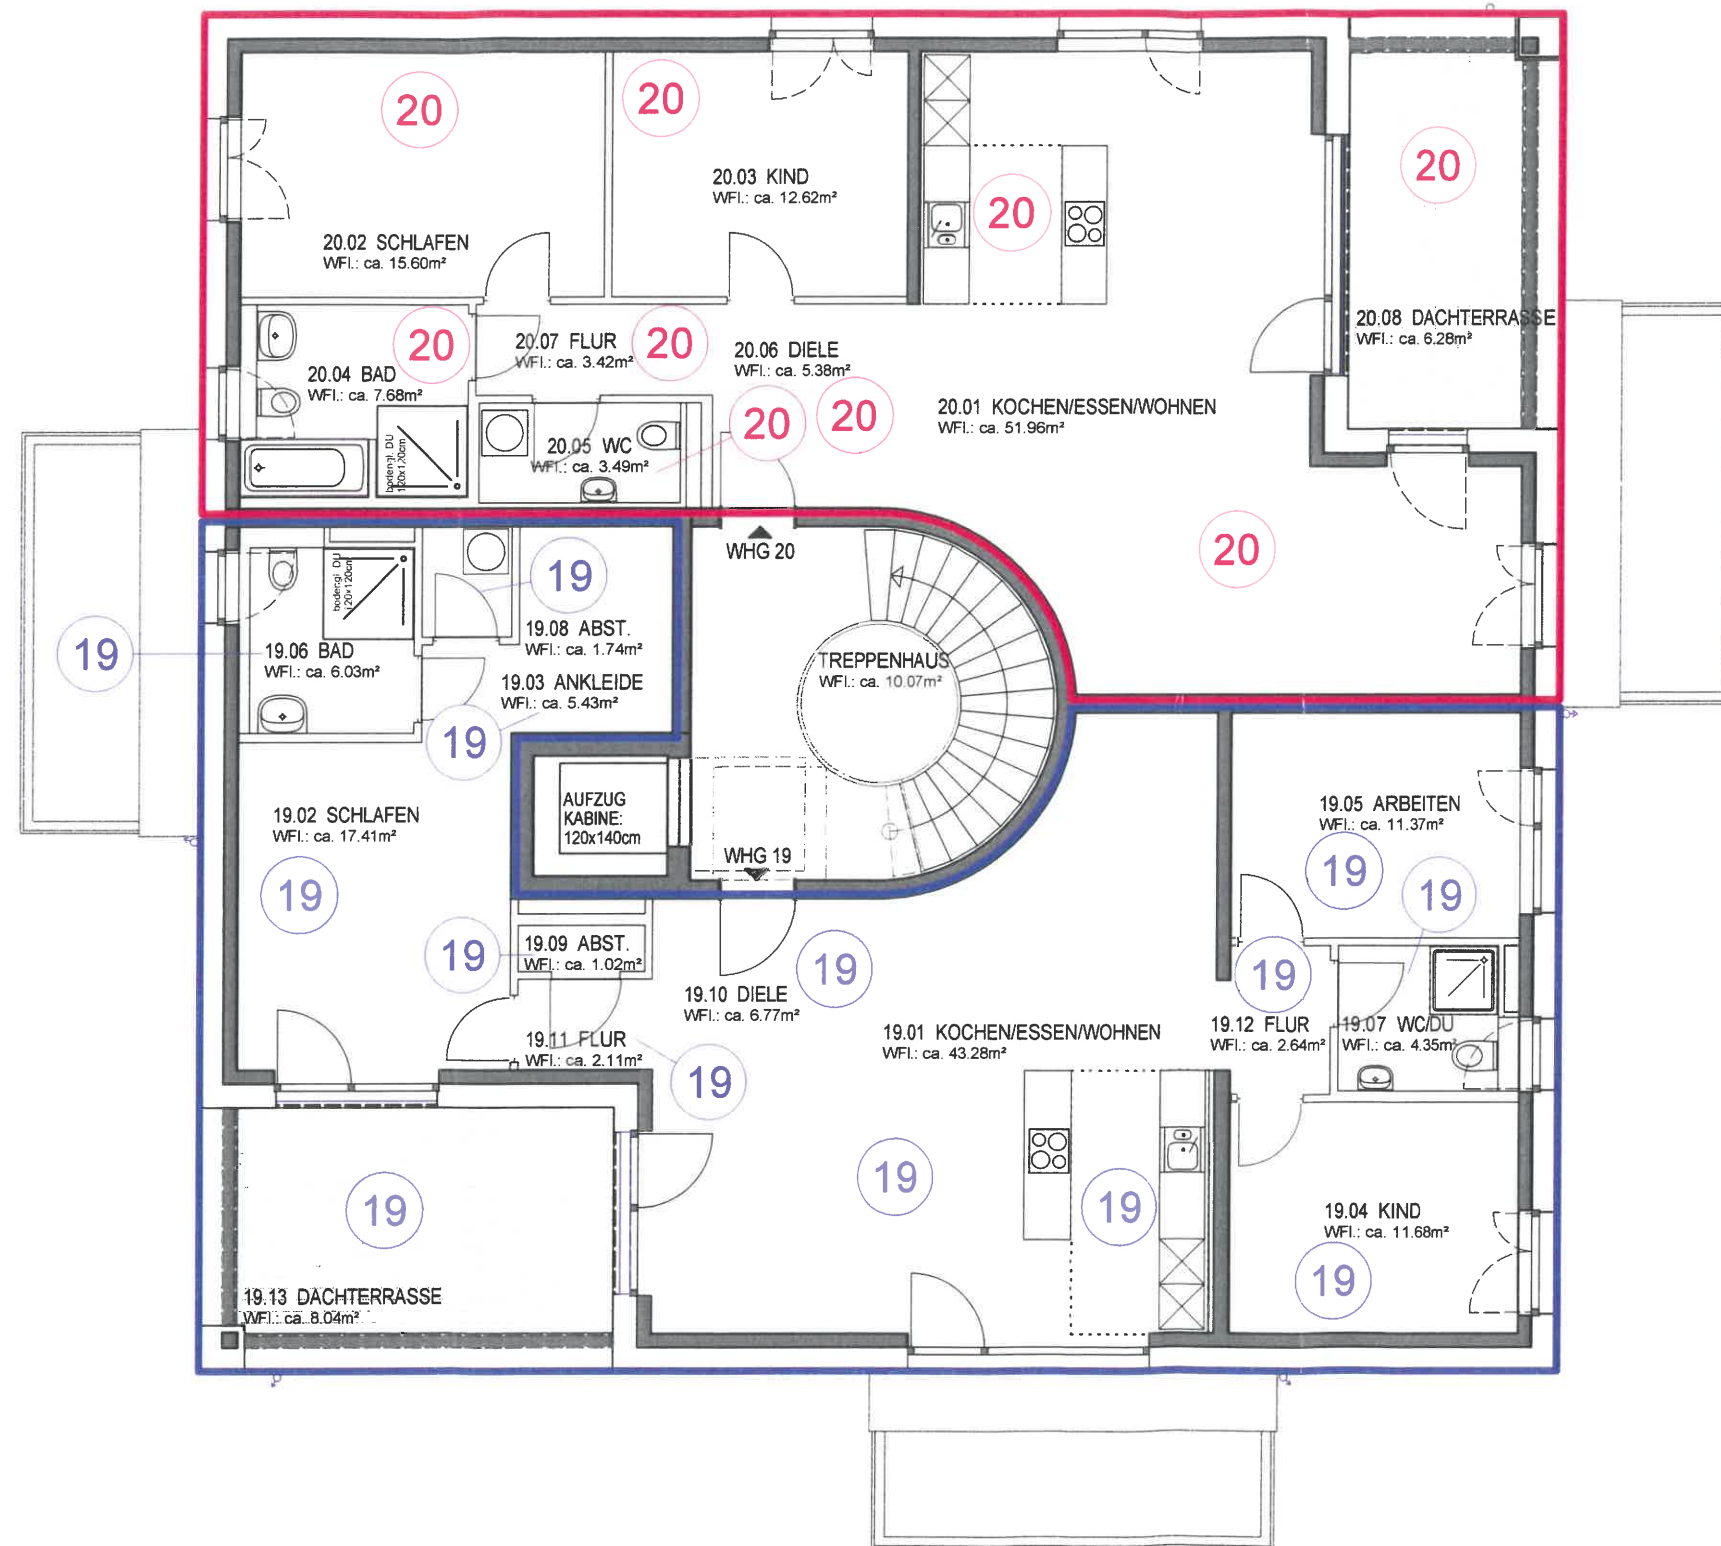 20
20
20
20
20.03 KIND
WFl.: ca. 12.62m²
20
20.02 SCHLAFEN
WFl.: ca. 15.60m²
20.08 DACHTERRASSE
WFl.: ca. 6.28m²
20
20.07 FLUR
WFl.: ca. 3.42m²
20
20.06 DIELE
WFl.: ca. 5.38m²
20.04 BAD
WFl.: ca. 7.68m²
20
20
20.01 KOCHEN/ESSEN/WOHNEN
WFl.: ca. 51.96m²
bodengl. DU
120x120cm
20.05 WC
WFl.: ca. 3.49m²
WHG 20
20
bodengl. DU
120x120cm
19
19.08 ABST.
WFl.: ca. 1.74m²
19
19.06 BAD
WFl.: ca. 6.03m²
19.03 ANKLEIDE
WFl.: ca. 5.43m²
TREPPENHAUS
WFl.: ca. 10.07m²
19
AUFZUG
KABINE:
120x140cm
19.02 SCHLAFEN
WFl.: ca. 17.41m²
19.05 ARBEITEN
WFl.: ca. 11.37m²
WHG 19
19
19
19
19
19.09 ABST.
WFl.: ca. 1.02m²
19
19
19.10 DIELE
WFl.: ca. 6.77m²
19.11 FLUR
WFl.: ca. 2.11m²
19.01 KOCHEN/ESSEN/WOHNEN
WFl.: ca. 43.28m²
19.12 FLUR
WFl.: ca. 2.64m²
19.07 WC/DU
WFl.: ca. 4.35m²
19
19
19
19
19.04 KIND
WFl.: ca. 11.68m²
19
19.13 DACHTERRASSE
WFl.: ca. 8.04m²